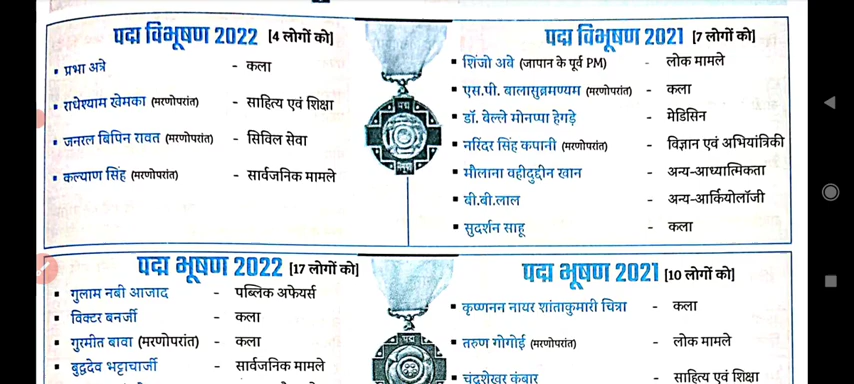 पद्म विभूषण 2022 [4 लोगों को]
▪ प्रभा अत्रे - कला
▪ राधेश्याम खेमका (मरणोपरांत) - साहित्य एवं शिक्षा
▪ जनरल बिपिन रावत (मरणोपरांत) - सिविल सेवा
▪ कल्याण सिंह (मरणोपरांत) - सार्वजनिक मामले
पद्म विभूषण 2021 [7 लोगों को]
▪ शिंजो अबे (जापान के पूर्व PM) - लोक मामले
▪ एस.पी. बालासुब्रमण्यम (मरणोपरांत) - कला
▪ डॉ. बेल्ले मोनप्पा हेगड़े - मेडिसिन
▪ नरिंदर सिंह कपानी (मरणोपरांत) - विज्ञान एवं अभियांत्रिकी
▪ मौलाना वहीदुद्दीन खान - अन्य-आध्यात्मिकता
▪ बी.बी.लाल - अन्य-आर्कियोलॉजी
▪ सुदर्शन साहू - कला
पद्म भूषण 2022 [17 लोगों को]
▪ गुलाम नबी आजाद - पब्लिक अफेयर्स
▪ विक्टर बनर्जी - कला
▪ गुरमीत बावा (मरणोपरांत) - कला
▪ बुद्धदेव भट्टाचार्जी - सार्वजनिक मामले
पद्म भूषण 2021 [10 लोगों को]
▪ कृष्णनन नायर शांताकुमारी चित्रा - कला
▪ तरुण गोगोई (मरणोपरांत) - लोक मामले
▪ चंद्रशेखर कंबार - साहित्य एवं शिक्षा